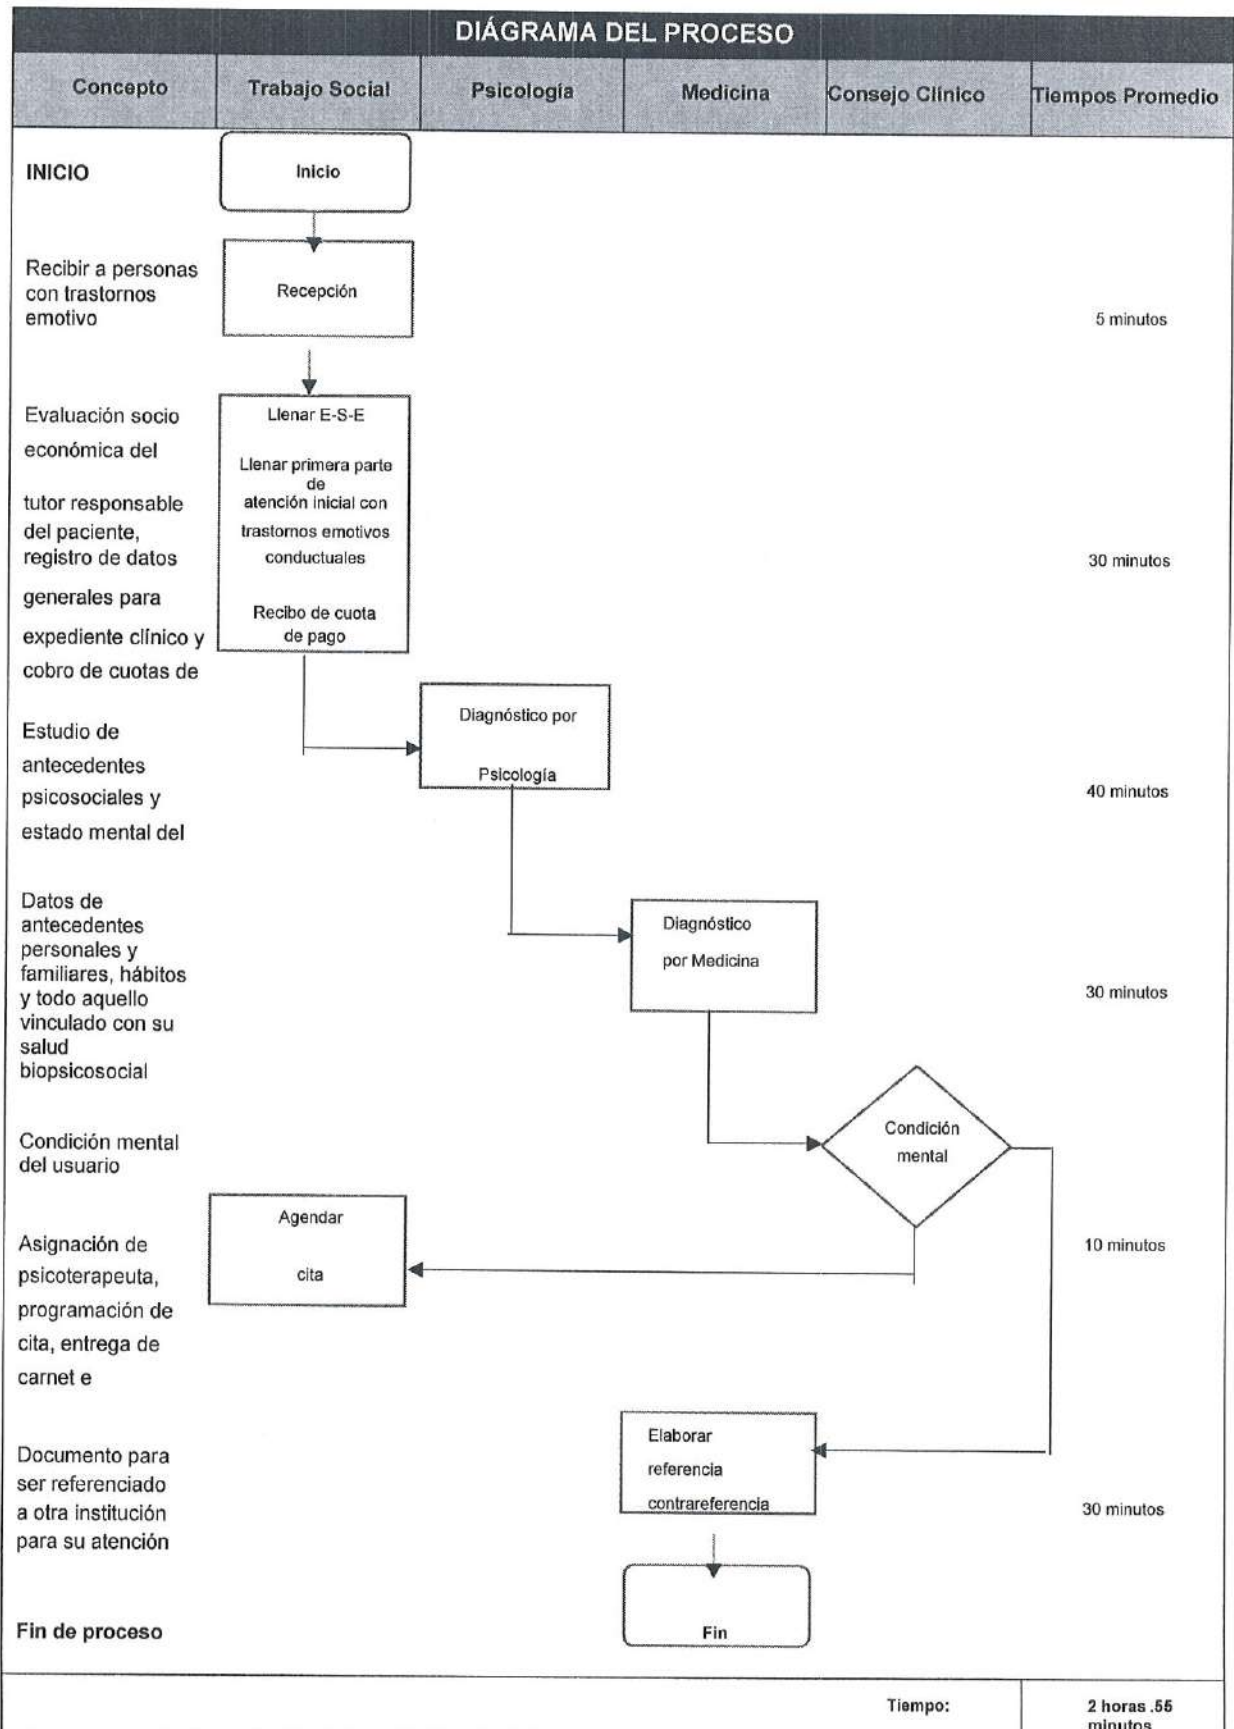 DIÁGRAMA DEL PROCESO
Concepto
Trabajo Social
Psicología
Medicina
Consejo Clínico
Tiempos Promedio
INICIO
Inicio
Recibir a personas
con trastornos
emotivo
Recepción
5 minutos
Evaluación socio
económica del
tutor responsable
del paciente,
registro de datos
generales para
expediente clínico y
cobro de cuotas de
Llenar E-S-E
Llenar primera parte
de
atención inicial con
trastornos emotivos
conductuales
Recibo de cuota
de pago
30 minutos
Estudio de
antecedentes
psicosociales y
estado mental del
Diagnóstico por
Psicología
40 minutos
Datos de
antecedentes
personales y
familiares, hábitos
y todo aquello
vinculado con su
salud
biopsicosocial
Diagnóstico
por Medicina
30 minutos
Condición mental
del usuario
Condición
mental
Asignación de
psicoterapeuta,
programación de
cita, entrega de
carnet e
Agendar
cita
10 minutos
Documento para
ser referenciado
a otra institución
para su atención
Elaborar
referencia
contrareferencia
30 minutos
Fin de proceso
Fin
Tiempo:
2 horas .55
minutos